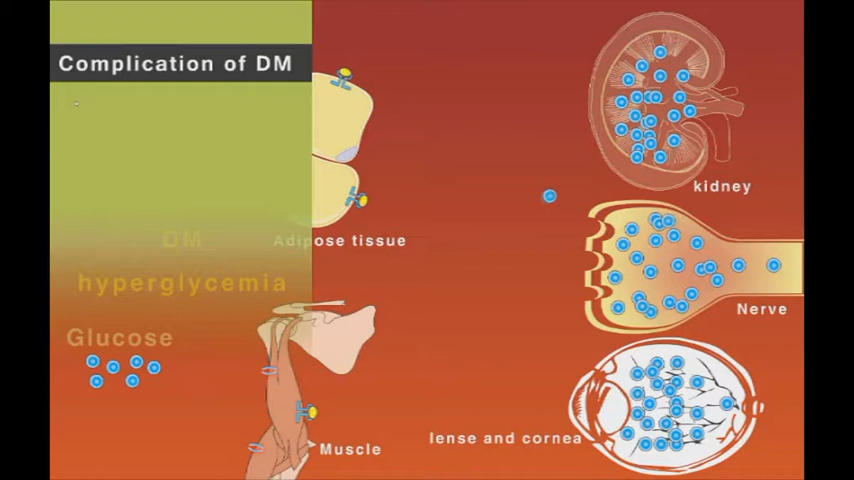 Complication of DM
DM
hyperglycemia
Glucose
Adipose tissue
Muscle
kidney
Nerve
lense and cornea